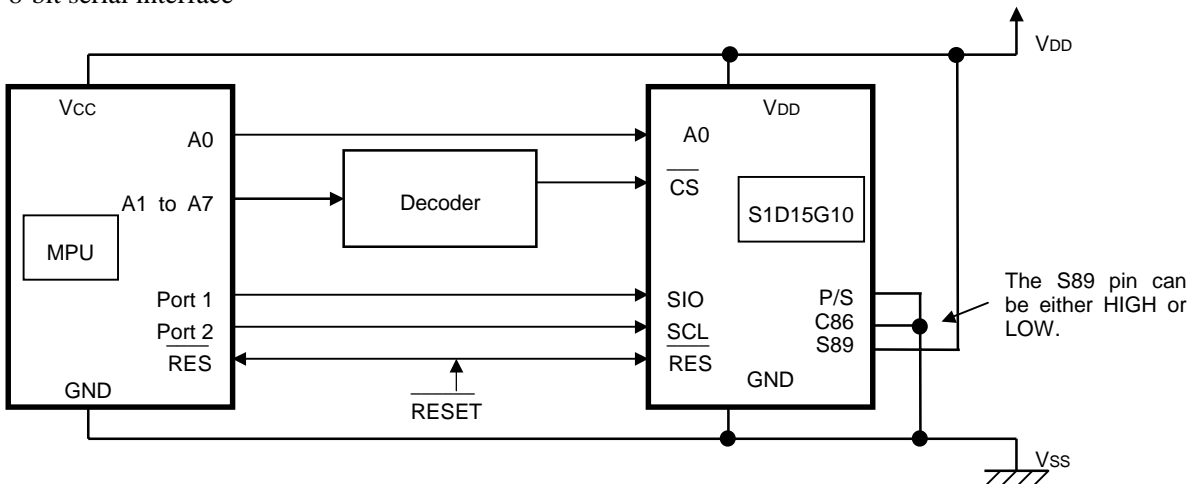 8-bit serial interface
VDD
VCC
A0
A1 to A7
MPU
Port 1
Port 2
RES
GND
Decoder
RESET
VDD
A0
CS
S1D15G10
SIO
SCL
RES
P/S
C86
S89
GND
The S89 pin can
be either HIGH or
LOW.
VSS